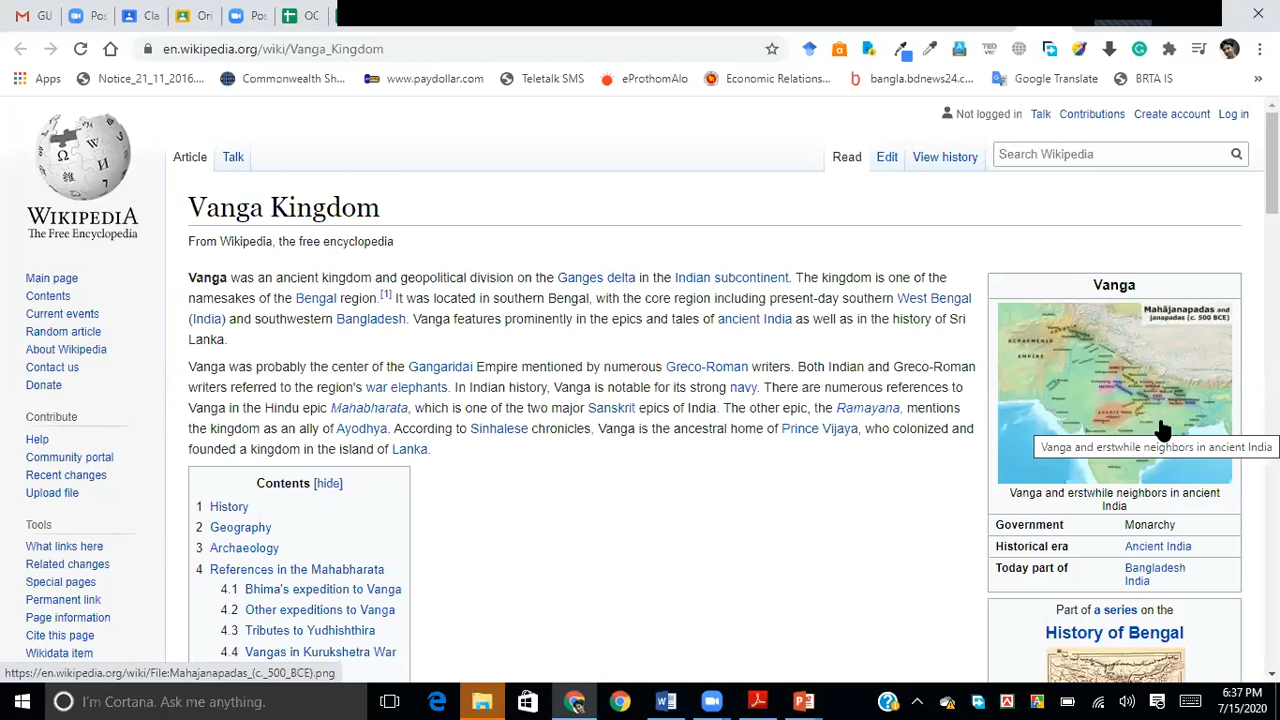 GU
Pos
Cla
Ori
Pos
OC
en.wikipedia.org/wiki/Vanga_Kingdom
Apps
Notice_21_11_2016....
Commonwealth Sh...
www.paydollar.com
Teletalk SMS
eProthomAlo
Economic Relations...
bangla.bdnews24.c...
Google Translate
BRTA IS
»
Not logged in Talk Contributions Create account Log in
Article Talk
Read Edit View history
Search Wikipedia
WIKIPEDIA
The Free Encyclopedia
Main page
Contents
Current events
Random article
About Wikipedia
Contact us
Donate
Contribute
Help
Community portal
Recent changes
Upload file
Tools
What links here
Related changes
Special pages
Permanent link
Page information
Cite this page
Wikidata item
Vanga Kingdom
From Wikipedia, the free encyclopedia
Vanga was an ancient kingdom and geopolitical division on the Ganges delta in the Indian subcontinent. The kingdom is one of the
namesakes of the Bengal region.[1] It was located in southern Bengal, with the core region including present-day southern West Bengal
(India) and southwestern Bangladesh. Vanga features prominently in the epics and tales of ancient India as well as in the history of Sri
Lanka.
Vanga was probably the center of the Gangaridai Empire mentioned by numerous Greco-Roman writers. Both Indian and Greco-Roman
writers referred to the region's war elephants. In Indian history, Vanga is notable for its strong navy. There are numerous references to
Vanga in the Hindu epic Mahabharata, which is one of the two major Sanskrit epics of India. The other epic, the Ramayana, mentions
the kingdom as an ally of Ayodhya. According to Sinhalese chronicles, Vanga is the ancestral home of Prince Vijaya, who colonized and
founded a kingdom in the island of Lanka.
Contents [hide]
1 History
2 Geography
3 Archaeology
4 References in the Mahabharata
4.1 Bhima's expedition to Vanga
4.2 Other expeditions to Vanga
4.3 Tributes to Yudhishthira
4.4 Vangas in Kurukshetra War
Vanga
Mahājanapadas and
janapadas (c. 500 BCE)
ACHAEMENID
EMPIRE
Vanga and erstwhile neighbors in ancient India
Vanga and erstwhile neighbors in ancient
India
Government Monarchy
Historical era Ancient India
Today part of Bangladesh
India
Part of a series on the
History of Bengal
https://en.wikipedia.org/wiki/File:Mahajanapadas_(c._500_BCE).png
I'm Cortana. Ask me anything.
6:37 PM
7/15/2020